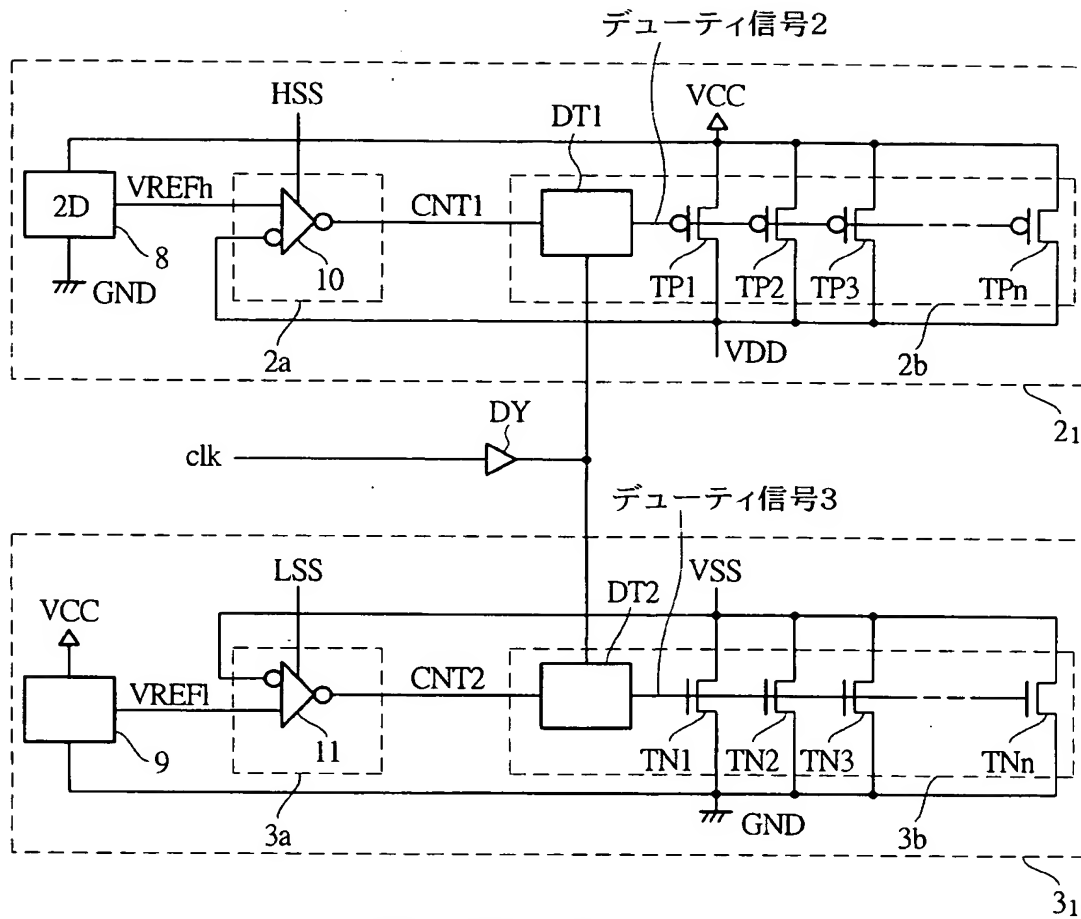 デューティ信号2
HSS
VCC
DT1
VREFh
2D
CNT1
8
10
GND
TP1
TP2
TP3
TPn
2a
VDD
2b
21
DY
clk
デューティ信号3
LSS
VSS
VCC
DT2
CNT2
VREFl
9
11
TN1
TN2
TN3
TNn
3a
GND
3b
31